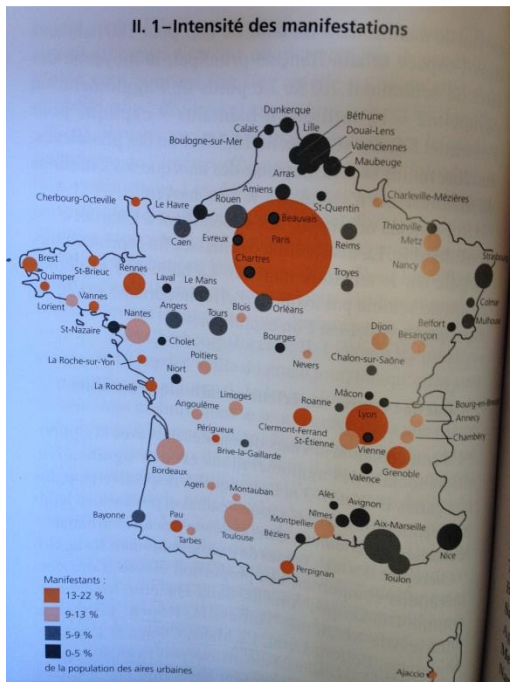 II. 1–Intensité des manifestations
Dunkerque
Calais
Lille
Béthune
Boulogne-sur-Mer
Douai-Lens
Valenciennes
Maubeuge
Arras
Amiens
St-Quentin
Charleville-Mézières
Cherbourg-Octeville
Le Havre
Rouen
Beauvais
Thionville
Caen
Evreux
Paris
Reims
Metz
Chartres
Nancy
Strasbourg
Brest
St-Brieuc
Rennes
Laval
Le Mans
Troyes
Quimper
Orléans
Colmar
Lorient
Vannes
Angers
Blois
Mulhouse
Nantes
Tours
Belfort
St-Nazaire
Cholet
Bourges
Dijon
Besançon
La Roche-sur-Yon
Poitiers
Nevers
Chalon-sur-Saône
La Rochelle
Niort
Mâcon
Limoges
Roanne
Bourg-en-Bresse
Angoulême
Lyon
Annecy
Périgueux
Clermont-Ferrand
Chambéry
St-Étienne
Brive-la-Gaillarde
Vienne
Grenoble
Bordeaux
Valence
Agen
Montauban
Alès
Avignon
Bayonne
Pau
Montpellier
Nîmes
Aix-Marseille
Tarbes
Toulouse
Béziers
Nice
Toulon
Perpignan
Manifestants :
13-22 %
9-13 %
5-9 %
0-5 %
de la population des aires urbaines
Ajaccio